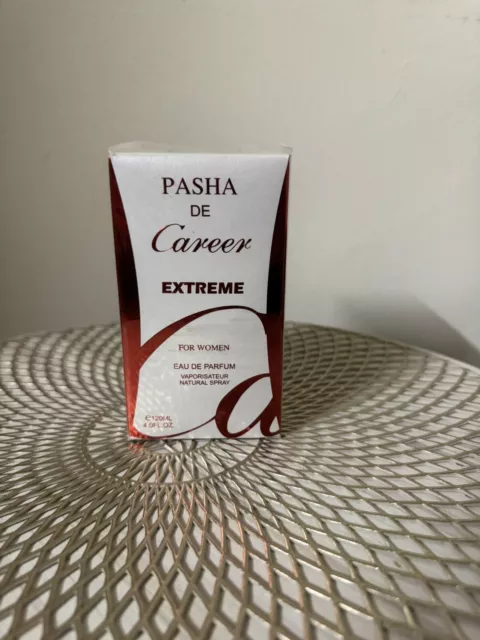 PASHA
DE
Career
EXTREME
FOR WOMEN
EAU DE PARFUM
VAPORISATEUR
NATURAL SPRAY
℮120ML
4.0FL.OZ.